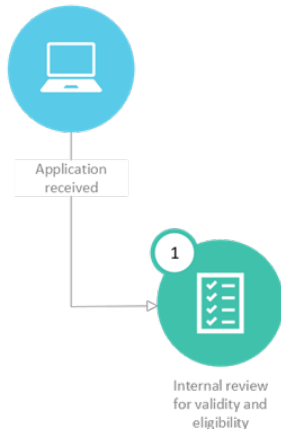 Application
received
1
Internal review
for validity and
eligibility